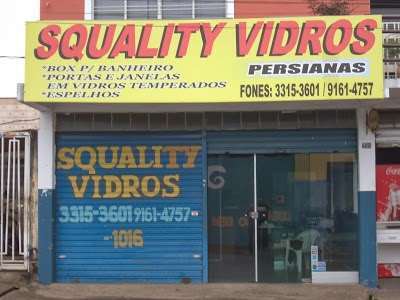 SQUALITY VIDROS
*BOX P/ BANHEIRO
*PORTAS E JANELAS
EM VIDROS TEMPERADOS
*ESPELHOS
PERSIANAS
FONES: 3315-3601 / 9161-4757
SQUALITY
VIDROS
3315-3601 9161-4757
-1016